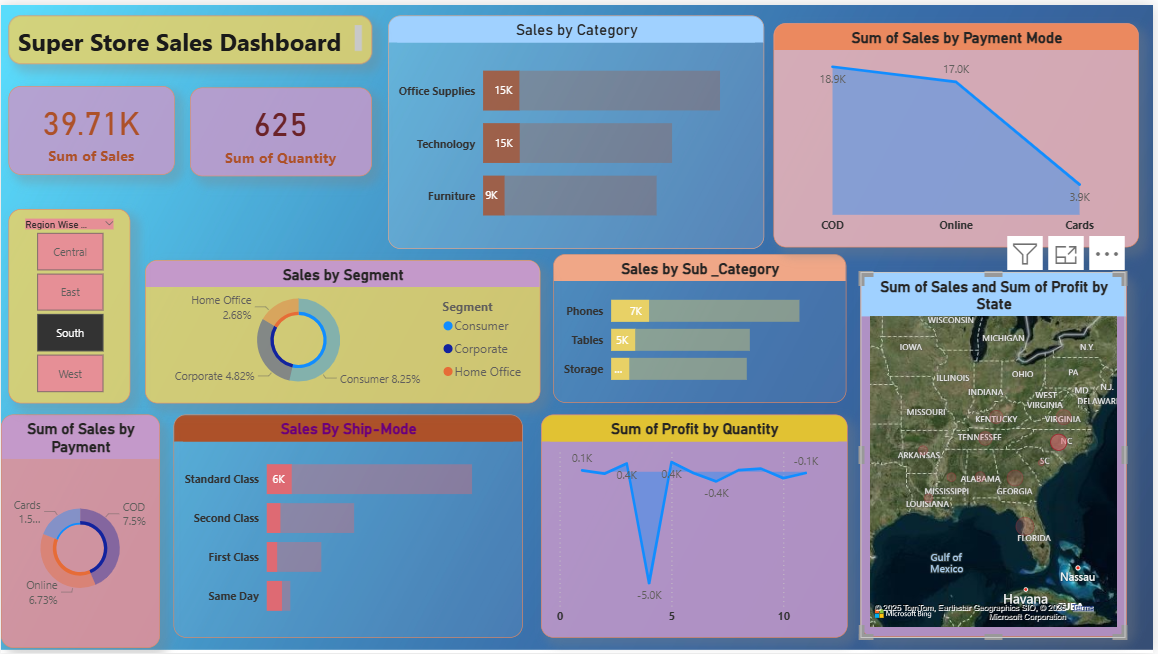 Super Store Sales Dashboard
39.71K
Sum of Sales
625
Sum of Quantity
Sales by Category
Office Supplies
15K
Technology
15K
Furniture
9K
Sum of Sales by Payment Mode
18.9K
17.0K
3.9K
COD
Online
Cards
Region Wise ...
Central
East
South
West
Sales by Segment
Home Office
2.68%
Corporate 4.82%
Consumer 8.25%
Segment
Consumer
Corporate
Home Office
Sales by Sub _Category
Phones
7K
Tables
5K
Storage
...
Sum of Sales and Sum of Profit by
State
WISCONSIN
MICHIGAN
N.Y.
IOWA
OHIO
PA
ILLINOIS
INDIANA
MD
N.J.
WEST
VIRGINIA
DELAWAR
MISSOURI
KENTUCKY
VIRGINIA
TENNESSEE
NC
ARKANSAS
SC
ALABAMA
MISSISSIPPI
GEORGIA
LOUISIANA
FLORIDA
Gulf of
Mexico
Nassau
Havana
© 2025 TomTom, Earthstar Geographics SIO, © 2025
Microsoft Corporation
Terms
Microsoft Bing
Sum of Sales by
Payment
Cards
1.5...
COD
7.5%
Online
6.73%
Sales By Ship-Mode
Standard Class
6K
Second Class
First Class
Same Day
Sum of Profit by Quantity
0.1K
0.4K
0.4K
-0.4K
-0.1K
-5.0K
0
5
10